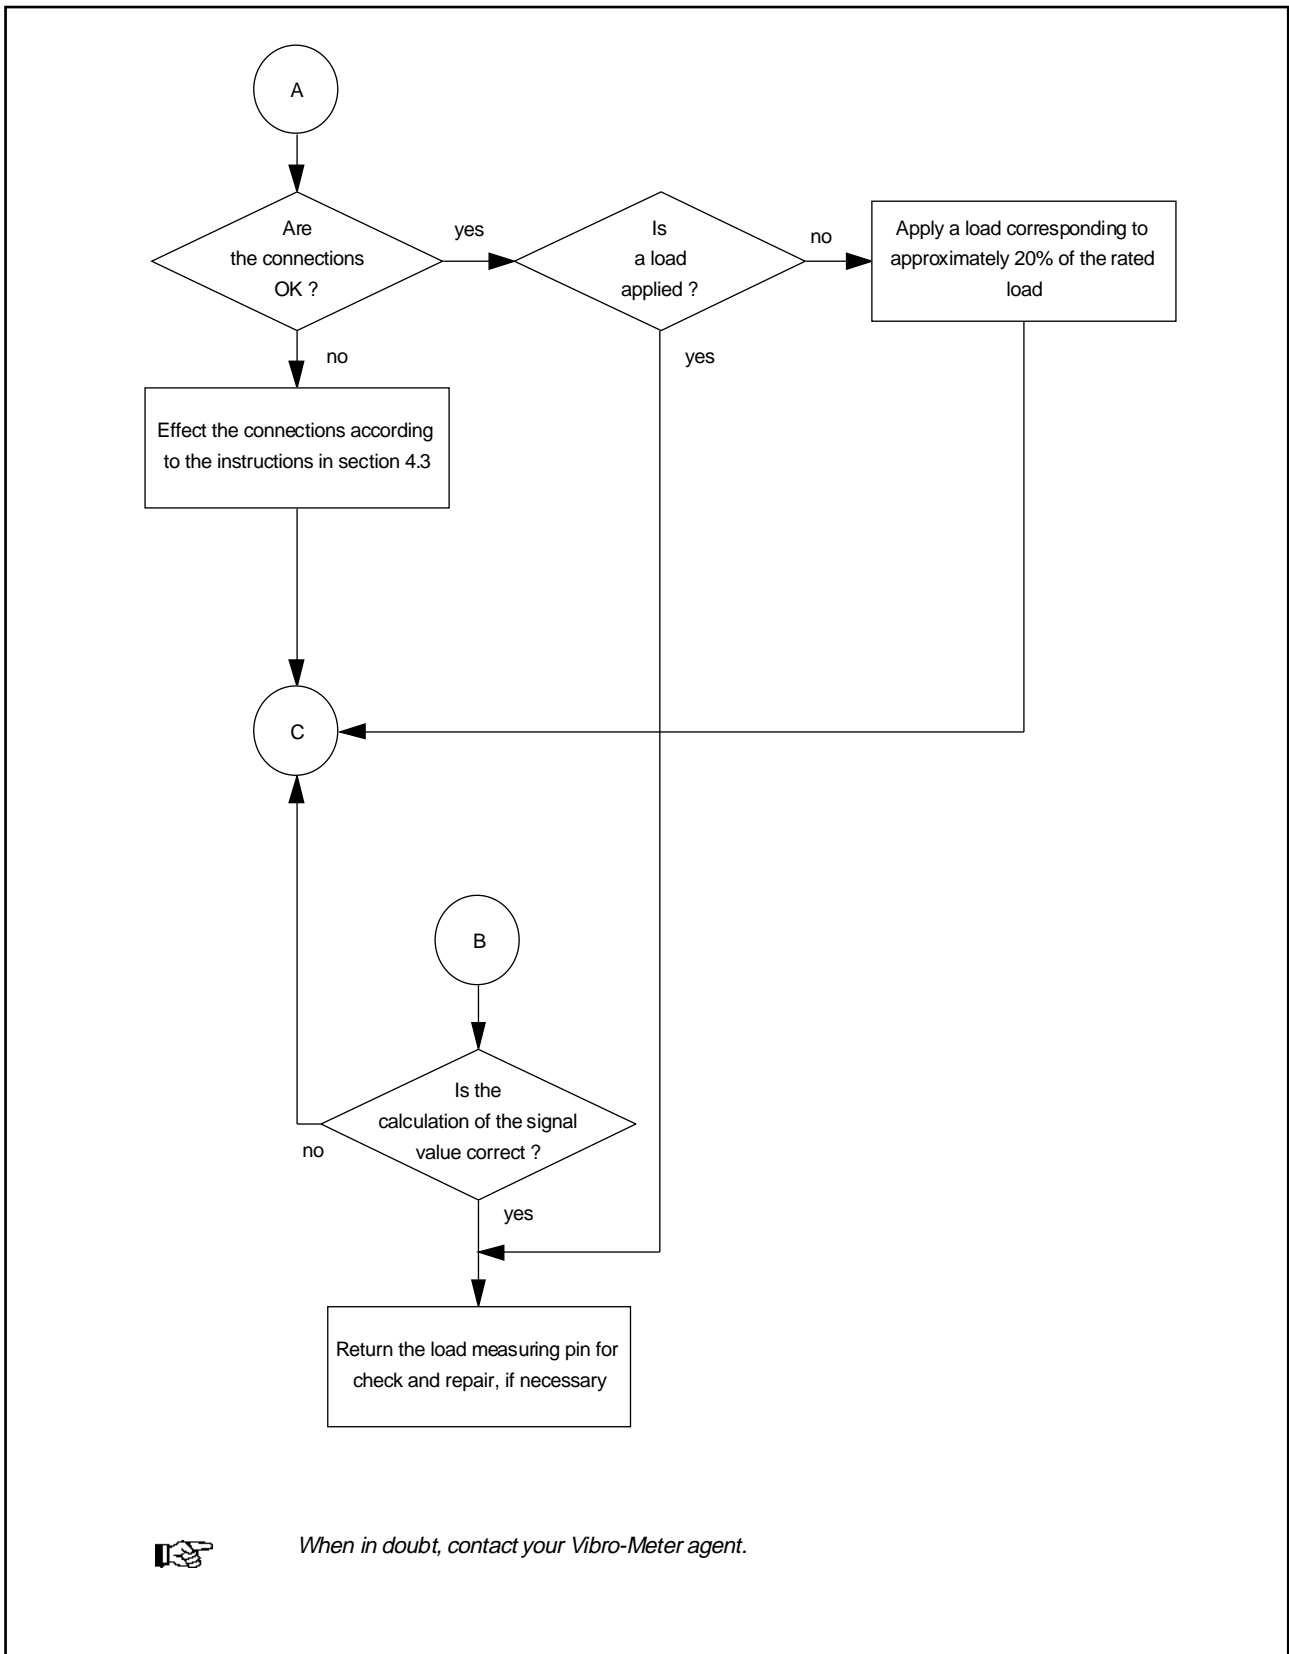 A
Are
the connections
OK ?
yes
Is
a load
applied ?
no
Apply a load corresponding to
approximately 20% of the rated
load
no
yes
Effect the connections according
to the instructions in section 4.3
C
B
Is the
calculation of the signal
value correct ?
no
yes
Return the load measuring pin for
check and repair, if necessary
When in doubt, contact your Vibro-Meter agent.